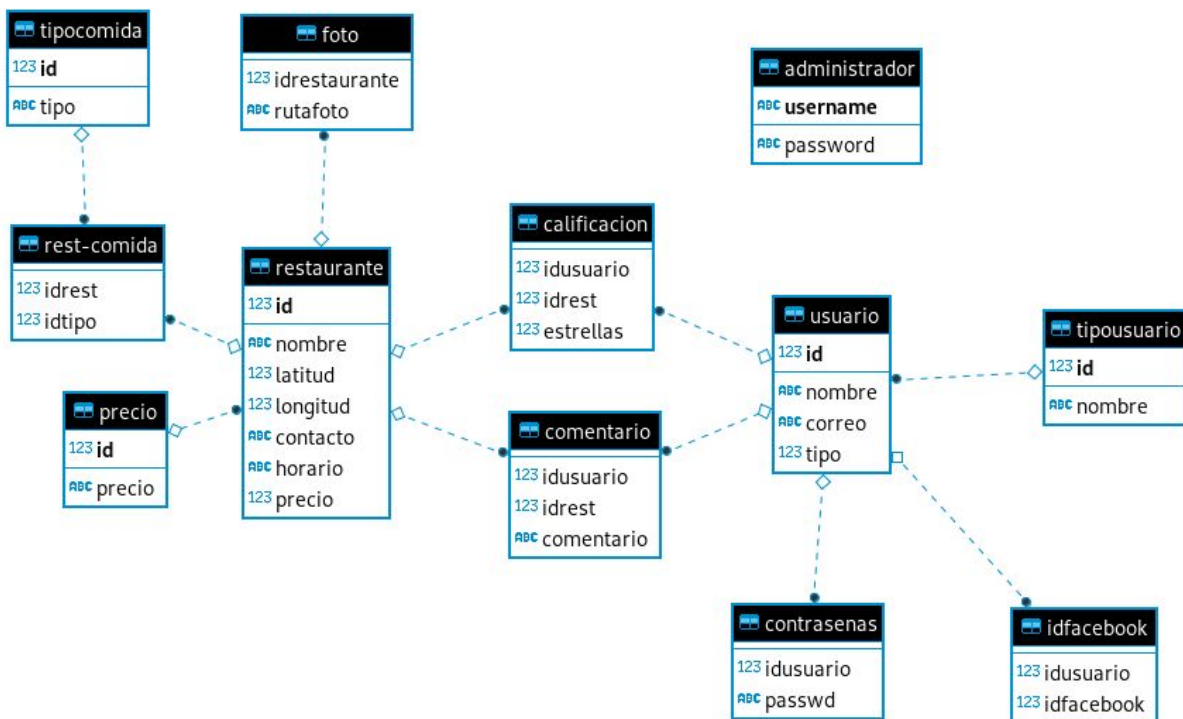 tipocomida
123 id
ABC tipo
foto
123 idrestaurante
ABC rutafoto
administrador
ABC username
ABC password
rest-comida
123 idrest
123 idtipo
restaurante
123 id
ABC nombre
123 latitud
123 longitud
ABC contacto
ABC horario
123 precio
calificacion
123 idusuario
123 idrest
123 estrellas
usuario
123 id
ABC nombre
ABC correo
123 tipo
tipousuario
123 id
ABC nombre
precio
123 id
ABC precio
comentario
123 idusuario
123 idrest
ABC comentario
contrasenas
123 idusuario
ABC passwd
idfacebook
123 idusuario
123 idfacebook